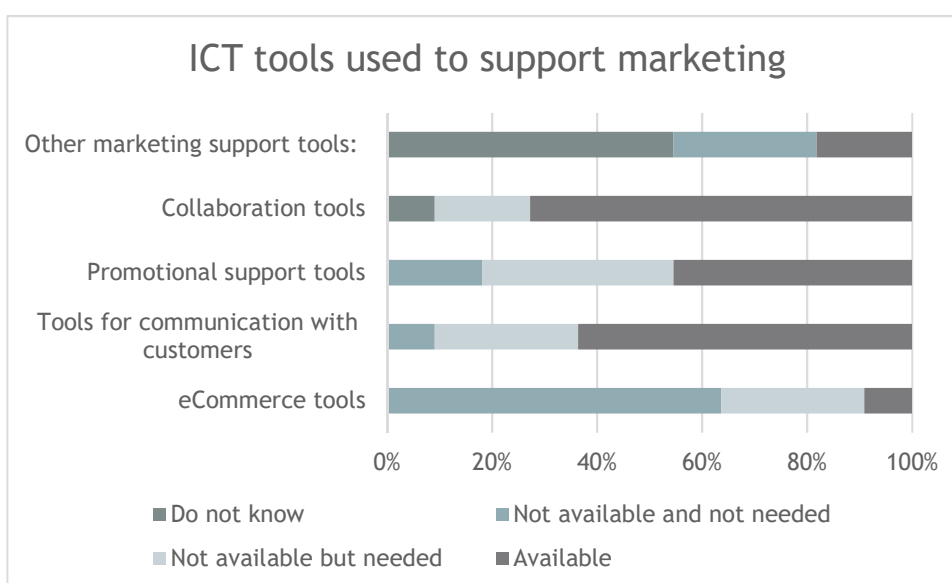 ICT tools used to support marketing
Other marketing support tools:
Collaboration tools
Promotional support tools
Tools for communication with
customers
eCommerce tools
0% 20% 40% 60% 80% 100%
Do not know Not available and not needed
Not available but needed Available